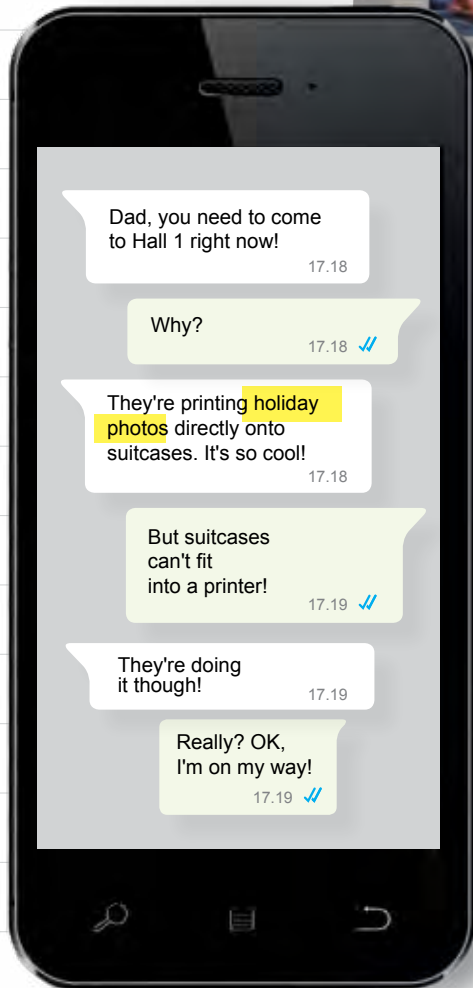 Dad, you need to come
to Hall 1 right now!
17.18
Why?
17.18
They're printing holiday
photos directly onto
suitcases. It's so cool!
17.18
But suitcases
can't fit
into a printer!
17.19
They're doing
it though!
17.19
Really? OK,
I'm on my way!
17.19